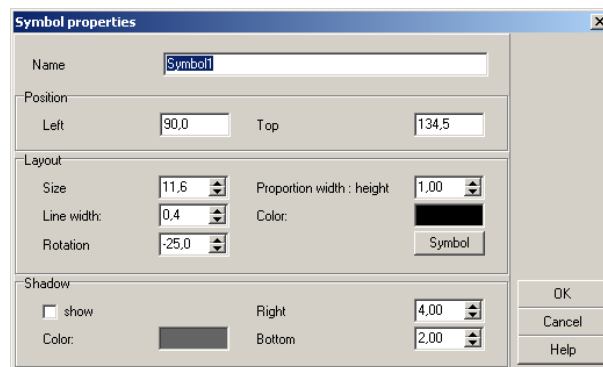 Symbol properties
Name Symbol1
Position
Left 90,0 Top 134,5
Layout
Size 11,6 Proportion width : height 1,00
Line width: 0,4 Color:
Rotation -25,0 Symbol
Shadow
show Right 4,00
Color: Bottom 2,00
OK
Cancel
Help